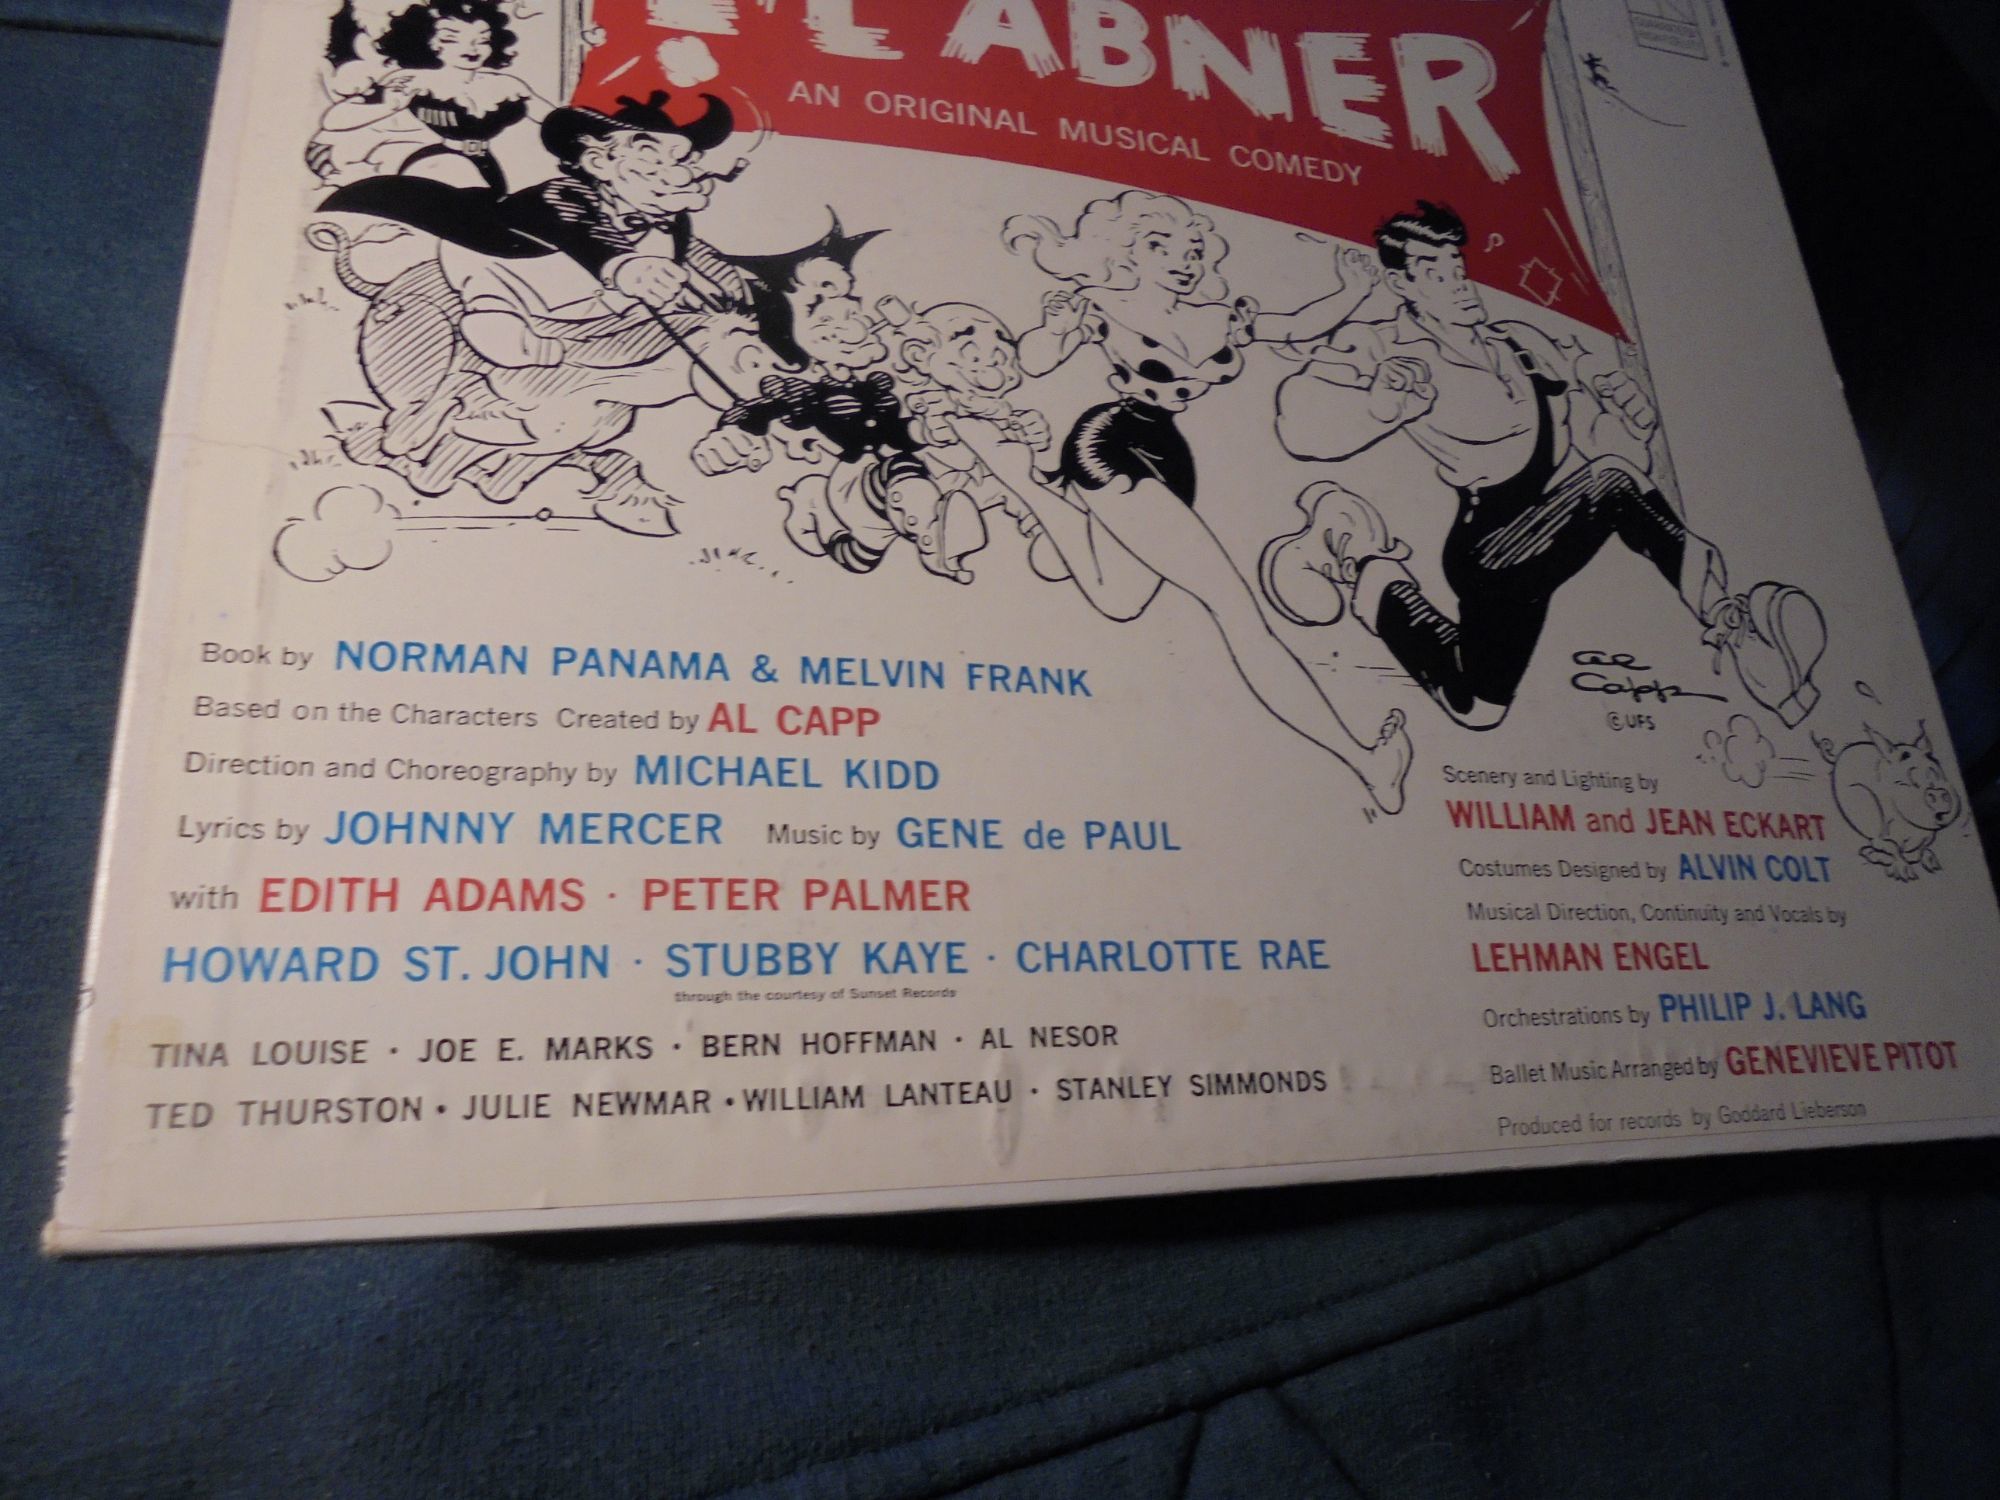 L'L ABNER
AN ORIGINAL MUSICAL COMEDY
Al
Capp
© UFS
Book by NORMAN PANAMA & MELVIN FRANK
Based on the Characters Created by AL CAPP
Direction and Choreography by MICHAEL KIDD
Lyrics by JOHNNY MERCER Music by GENE de PAUL
with EDITH ADAMS · PETER PALMER
HOWARD ST. JOHN · STUBBY KAYE · CHARLOTTE RAE
through the courtesy of Sunset Records
TINA LOUISE · JOE E. MARKS · BERN HOFFMAN · AL NESOR
TED THURSTON • JULIE NEWMAR • WILLIAM LANTEAU · STANLEY SIMMONDS
Scenery and Lighting by
WILLIAM and JEAN ECKART
Costumes Designed by ALVIN COLT
Musical Direction, Continuity and Vocals by
LEHMAN ENGEL
Orchestrations by PHILIP J. LANG
Ballet Music Arranged by GENEVIEVE PITOT
Produced for records by Goddard Lieberson